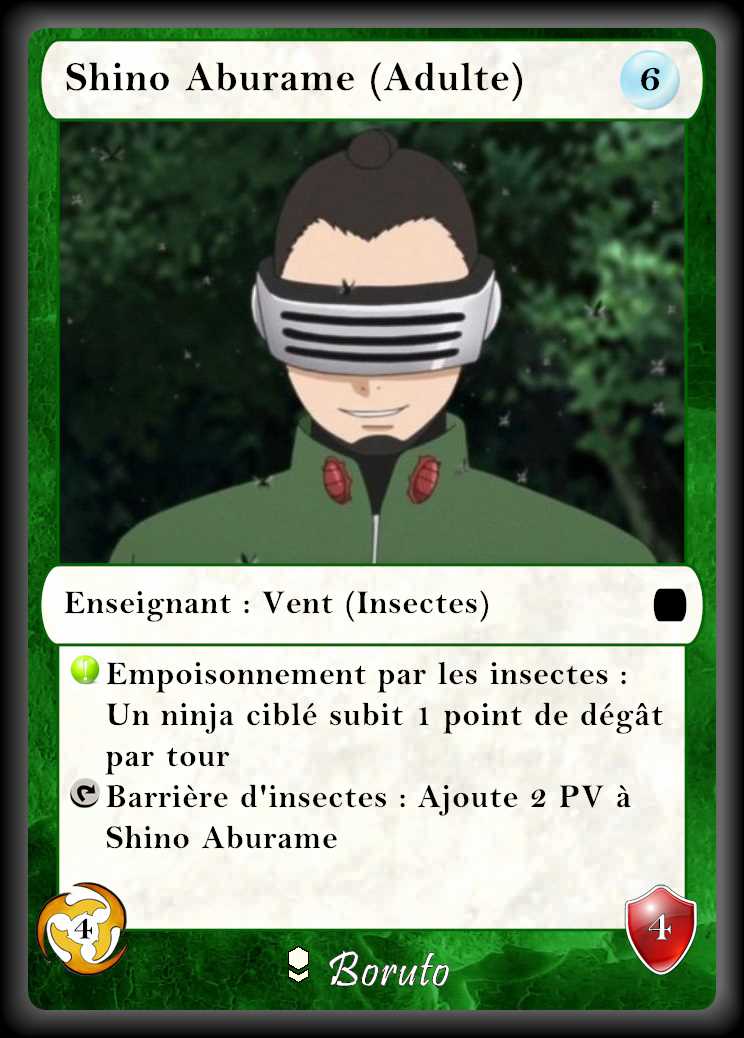 Shino Aburame (Adulte) 6
Enseignant : Vent (Insectes)
Empoisonnement par les insectes :
Un ninja ciblé subit 1 point de dégât
par tour
Barrière d'insectes : Ajoute 2 PV à
Shino Aburame
4 4
Boruto